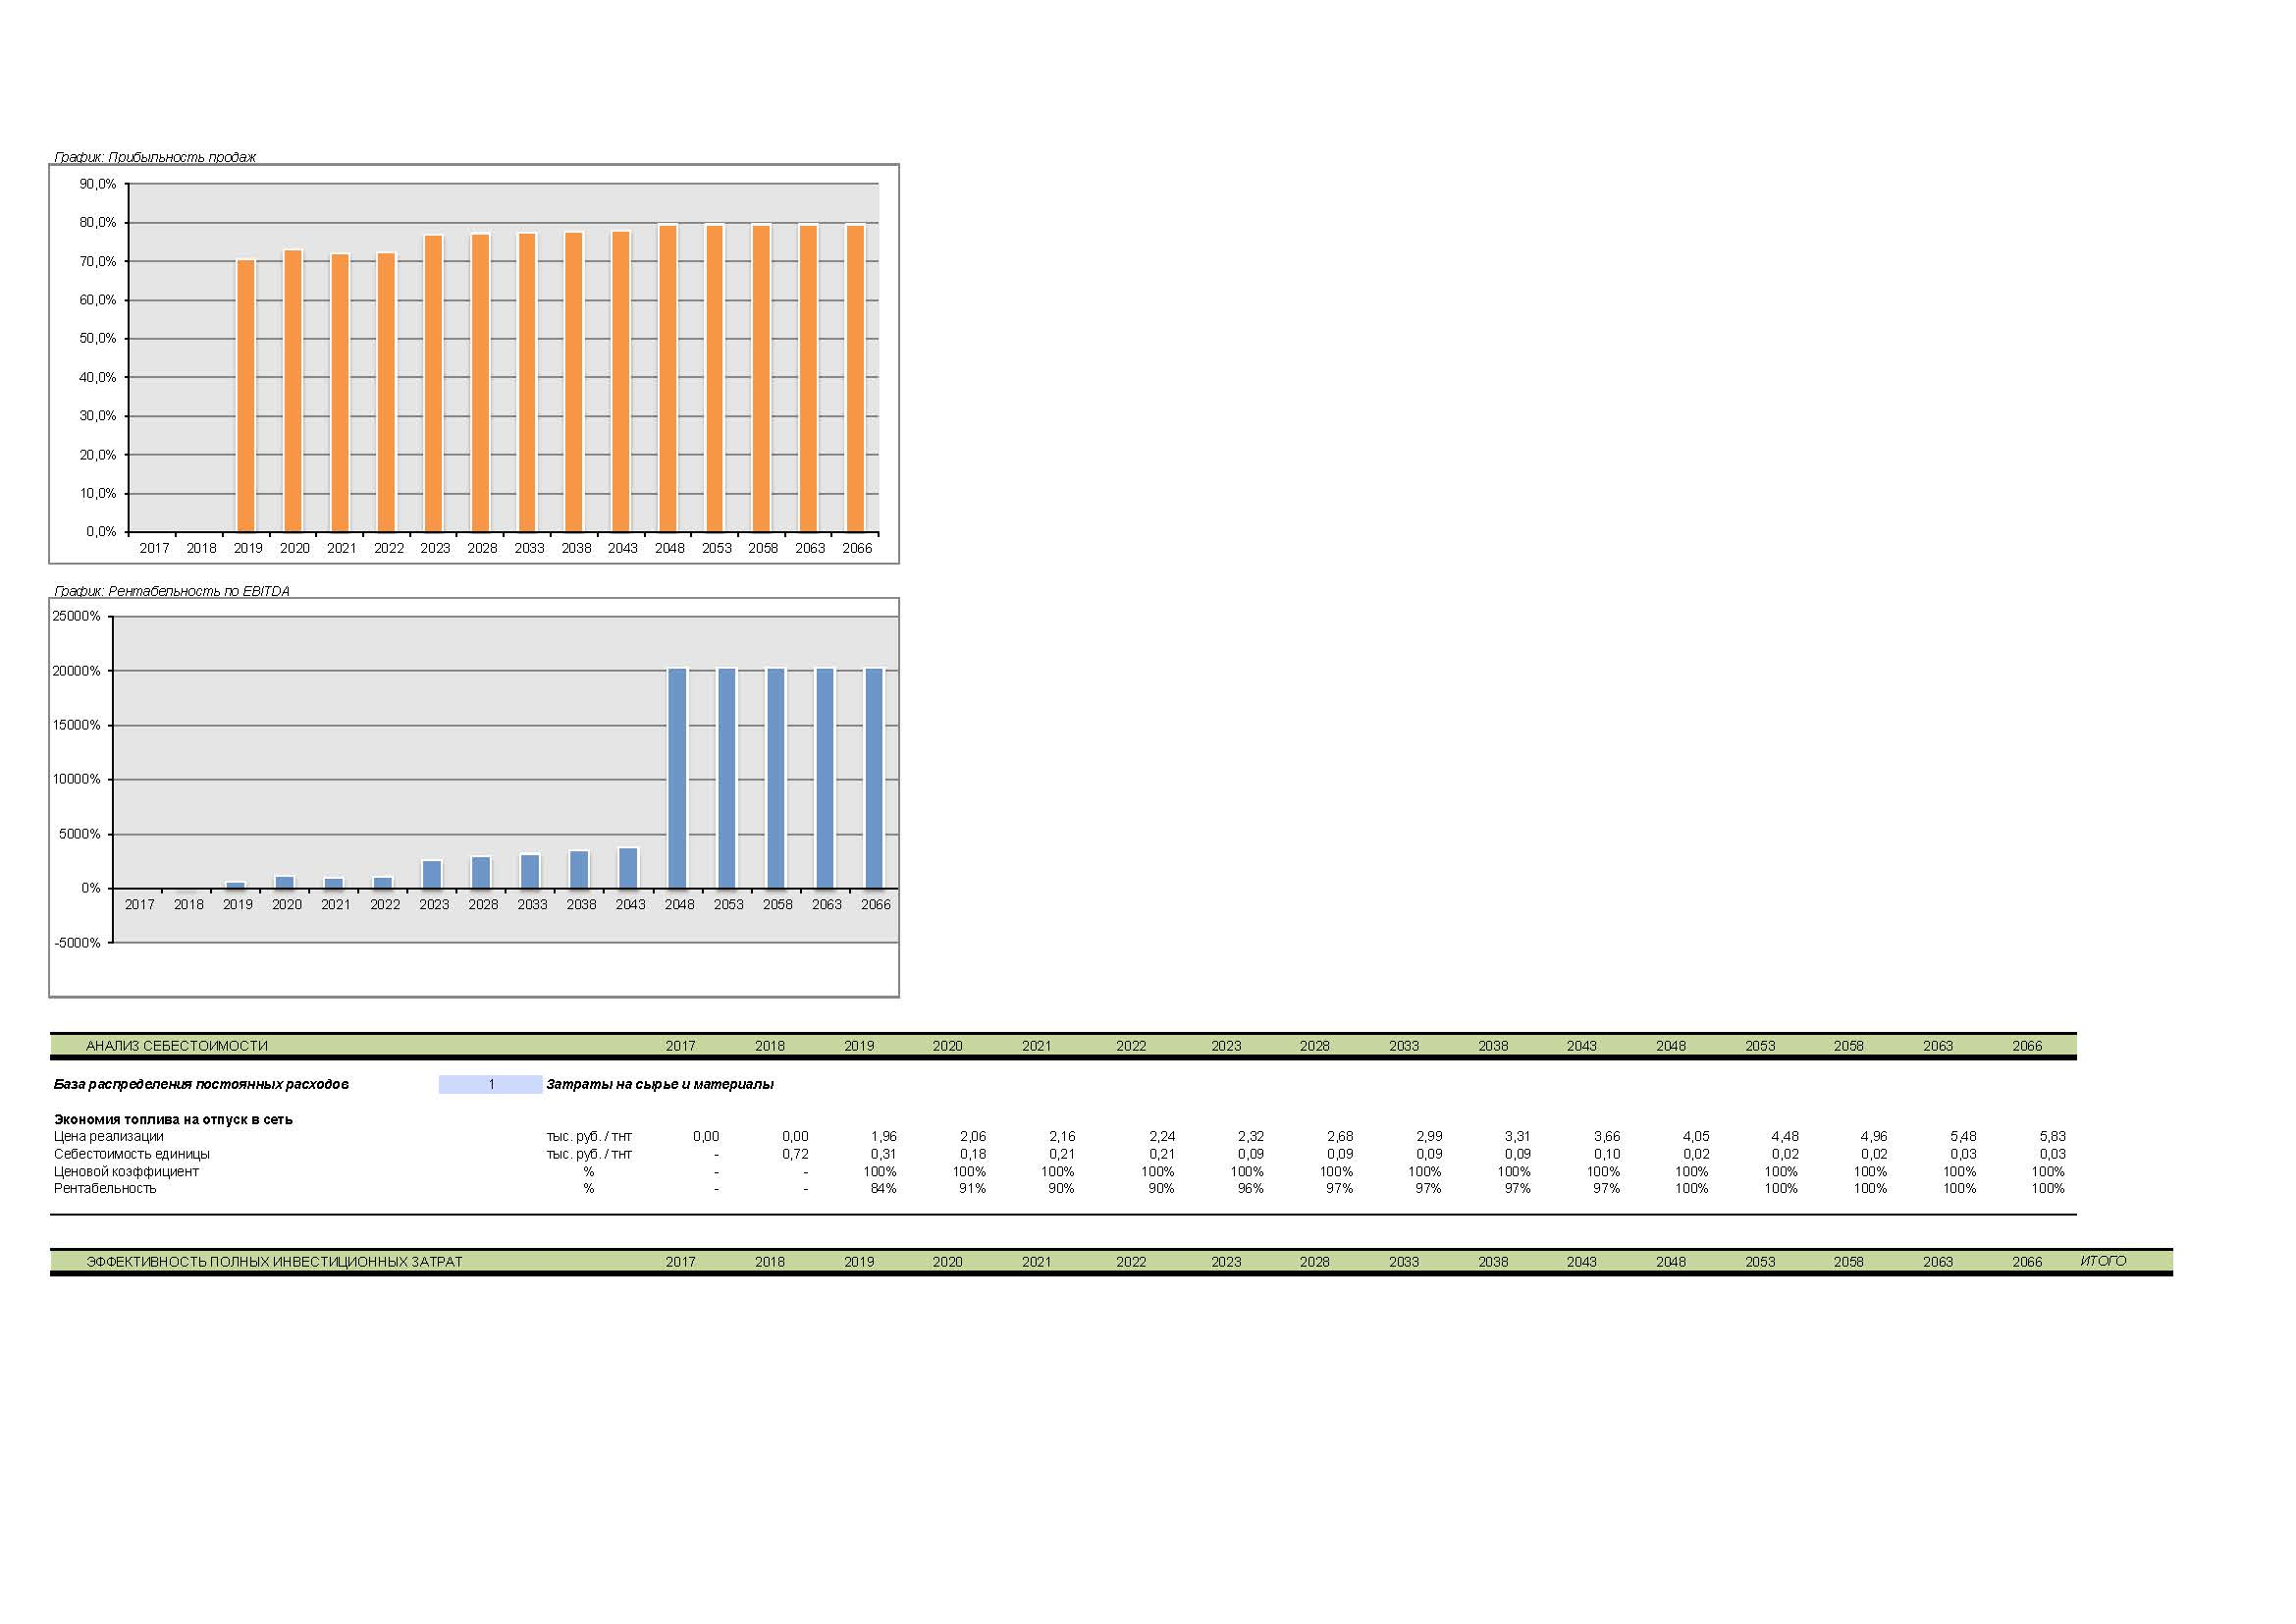 График: Прибыльность продаж
90,0%
80,0%
70,0%
60,0%
50,0%
40,0%
30,0%
20,0%
10,0%
0,0%
2017 2018 2019 2020 2021 2022 2023 2028 2033 2038 2043 2048 2053 2058 2063 2066
График: Рентабельность по EBITDA
25000%
20000%
15000%
10000%
5000%
0%
2017 2018 2019 2020 2021 2022 2023 2028 2033 2038 2043 2048 2053 2058 2063 2066
-5000%
АНАЛИЗ СЕБЕСТОИМОСТИ 2017 2018 2019 2020 2021 2022 2023 2028 2033 2038 2043 2048 2053 2058 2063 2066
База распределения постоянных расходов 1 Затраты на сырье и материалы
Экономия топлива на отпуск в сеть
Цена реализации тыс. руб. / тнт 0,00 0,00 1,96 2,06 2,16 2,24 2,32 2,68 2,99 3,31 3,66 4,05 4,48 4,96 5,48 5,83
Себестоимость единицы тыс. руб. / тнт - 0,72 0,31 0,18 0,21 0,21 0,09 0,09 0,09 0,09 0,10 0,02 0,02 0,02 0,03 0,03
Ценовой коэффициент % - - 100% 100% 100% 100% 100% 100% 100% 100% 100% 100% 100% 100% 100% 100%
Рентабельность % - - 84% 91% 90% 90% 96% 97% 97% 97% 97% 100% 100% 100% 100% 100%
ЭФФЕКТИВНОСТЬ ПОЛНЫХ ИНВЕСТИЦИОННЫХ ЗАТРАТ 2017 2018 2019 2020 2021 2022 2023 2028 2033 2038 2043 2048 2053 2058 2063 2066 ИТОГО